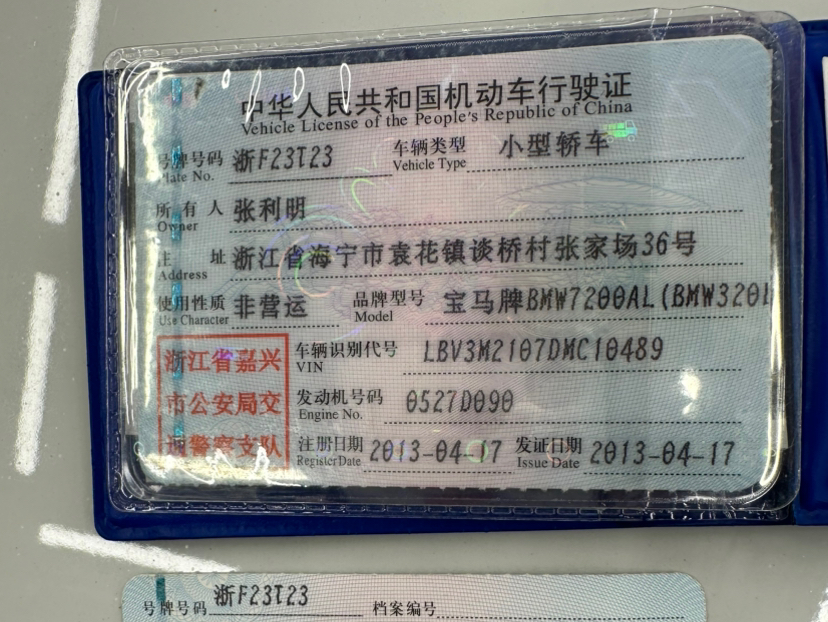 中华人民共和国机动车行驶证
Vehicle License of the People's Republic of China
号牌号码 浙F23T23 车辆类型 小型轿车
Plate No. Vehicle Type
所有人 张利明
Owner
住址 浙江省海宁市袁花镇谈桥村张家场36号
Address
使用性质 非营运 品牌型号 宝马牌BMW7200AL(BMW320L
Use Character Model
浙江省嘉兴
市公安局交
通警察支队
车辆识别代号 LBV3M2107DMC10489
VIN
发动机号码 0527D090
Engine No.
注册日期 2013-04-17 发证日期 2013-04-17
Register Date Issue Date
号牌号码 浙F23T23 档案编号